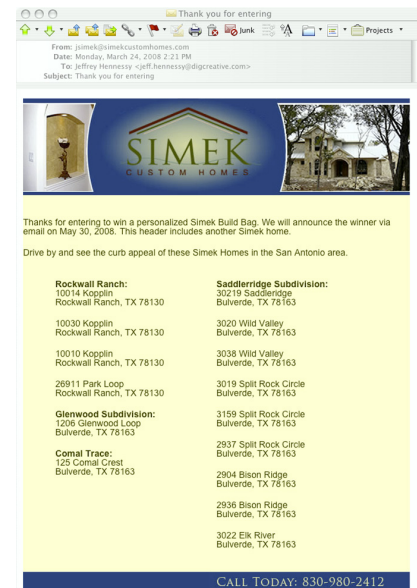 Thank you for entering
Junk
Projects
From: jsimek@simekcustomhomes.com
Date: Monday, March 24, 2008 2:21 PM
To: Jeffrey Hennessy <jeff.hennessy@digcreative.com>
Subject: Thank you for entering
SIMEK
CUSTOM HOMES
Thanks for entering to win a personalized Simek Build Bag. We will announce the winner via
email on May 30, 2008. This header includes another Simek home.
Drive by and see the curb appeal of these Simek Homes in the San Antonio area.
Rockwall Ranch:
10014 Kopplin
Rockwall Ranch, TX 78130
10030 Kopplin
Rockwall Ranch, TX 78130
10010 Kopplin
Rockwall Ranch, TX 78130
26911 Park Loop
Rockwall Ranch, TX 78130
Glenwood Subdivision:
1206 Glenwood Loop
Bulverde, TX 78163
Comal Trace:
125 Comal Crest
Bulverde, TX 78163
Saddlerridge Subdivision:
30219 Saddleridge
Bulverde, TX 78163
3020 Wild Valley
Bulverde, TX 78163
3038 Wild Valley
Bulverde, TX 78163
3019 Split Rock Circle
Bulverde, TX 78163
3159 Split Rock Circle
Bulverde, TX 78163
2937 Split Rock Circle
Bulverde, TX 78163
2904 Bison Ridge
Bulverde, TX 78163
2936 Bison Ridge
Bulverde, TX 78163
3022 Elk River
Bulverde, TX 78163
CALL TODAY: 830-980-2412